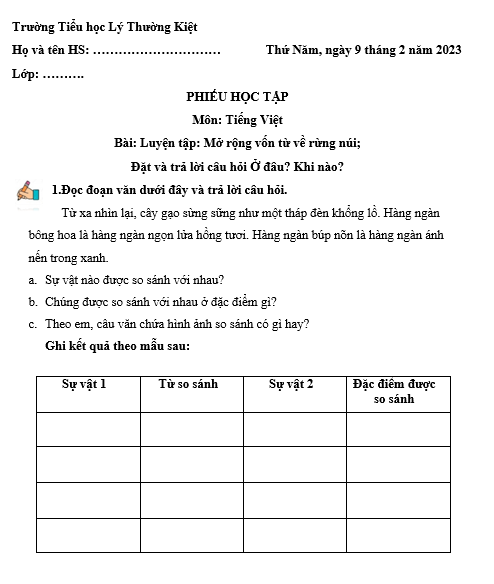 Trường Tiểu học Lý Thường Kiệt
Họ và tên HS: ................................ Thứ Năm, ngày 9 tháng 2 năm 2023
Lớp: ..........
PHIẾU HỌC TẬP
Môn: Tiếng Việt
Bài: Luyện tập: Mở rộng vốn từ về rừng núi;
Đặt và trả lời câu hỏi Ở đâu? Khi nào?
1.Đọc đoạn văn dưới đây và trả lời câu hỏi.
Từ xa nhìn lại, cây gạo sừng sững như một tháp đèn khổng lồ. Hàng ngàn
bông hoa là hàng ngàn ngọn lửa hồng tươi. Hàng ngàn búp nõn là hàng ngàn ánh
nến trong xanh.
a. Sự vật nào được so sánh với nhau?
b. Chúng được so sánh với nhau ở đặc điểm gì?
c. Theo em, câu văn chứa hình ảnh so sánh có gì hay?
Ghi kết quả theo mẫu sau:
Sự vật 1 Từ so sánh Sự vật 2 Đặc điểm được
so sánh